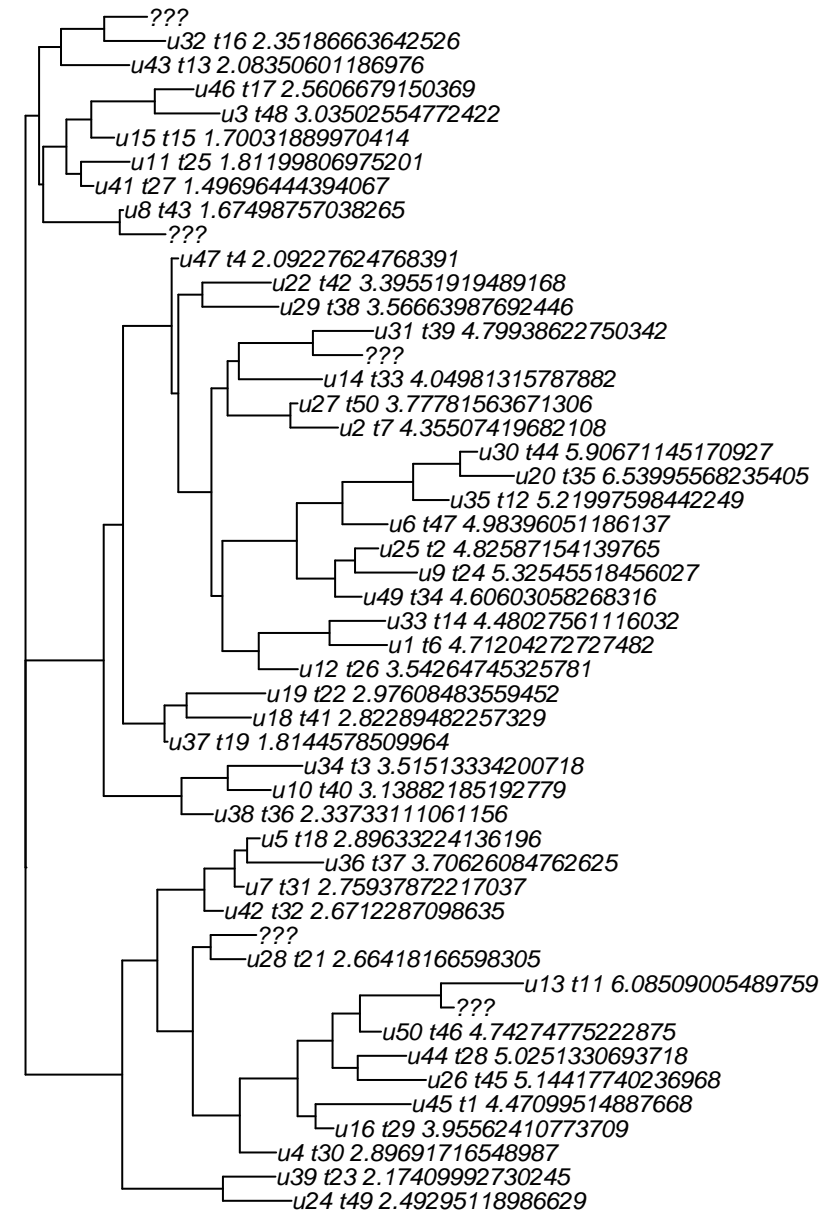 ???
u32 t16 2.35186663642526
u43 t13 2.08350601186976
u46 t17 2.5606679150369
u3 t48 3.03502554772422
u15 t15 1.70031889970414
u11 t25 1.81199806975201
u41 t27 1.49696444394067
u8 t43 1.67498757038265
???
u47 t4 2.09227624768391
u22 t42 3.39551919489168
u29 t38 3.56663987692446
u31 t39 4.79938622750342
???
u14 t33 4.04981315787882
u27 t50 3.77781563671306
u2 t7 4.35507419682108
u30 t44 5.90671145170927
u20 t35 6.53995568235405
u35 t12 5.21997598442249
u6 t47 4.98396051186137
u25 t2 4.82587154139765
u9 t24 5.32545518456027
u49 t34 4.60603058268316
u33 t14 4.48027561116032
u1 t6 4.71204272727482
u12 t26 3.54264745325781
u19 t22 2.97608483559452
u18 t41 2.82289482257329
u37 t19 1.8144578509964
u34 t3 3.51513334200718
u10 t40 3.13882185192779
u38 t36 2.33733111061156
u5 t18 2.89633224136196
u36 t37 3.70626084762625
u7 t31 2.75937872217037
u42 t32 2.6712287098635
???
u28 t21 2.66418166598305
u13 t11 6.08509005489759
???
u50 t46 4.74274775222875
u44 t28 5.0251330693718
u26 t45 5.14417740236968
u45 t1 4.47099514887668
u16 t29 3.95562410773709
u4 t30 2.89691716548987
u39 t23 2.17409992730245
u24 t49 2.49295118986629